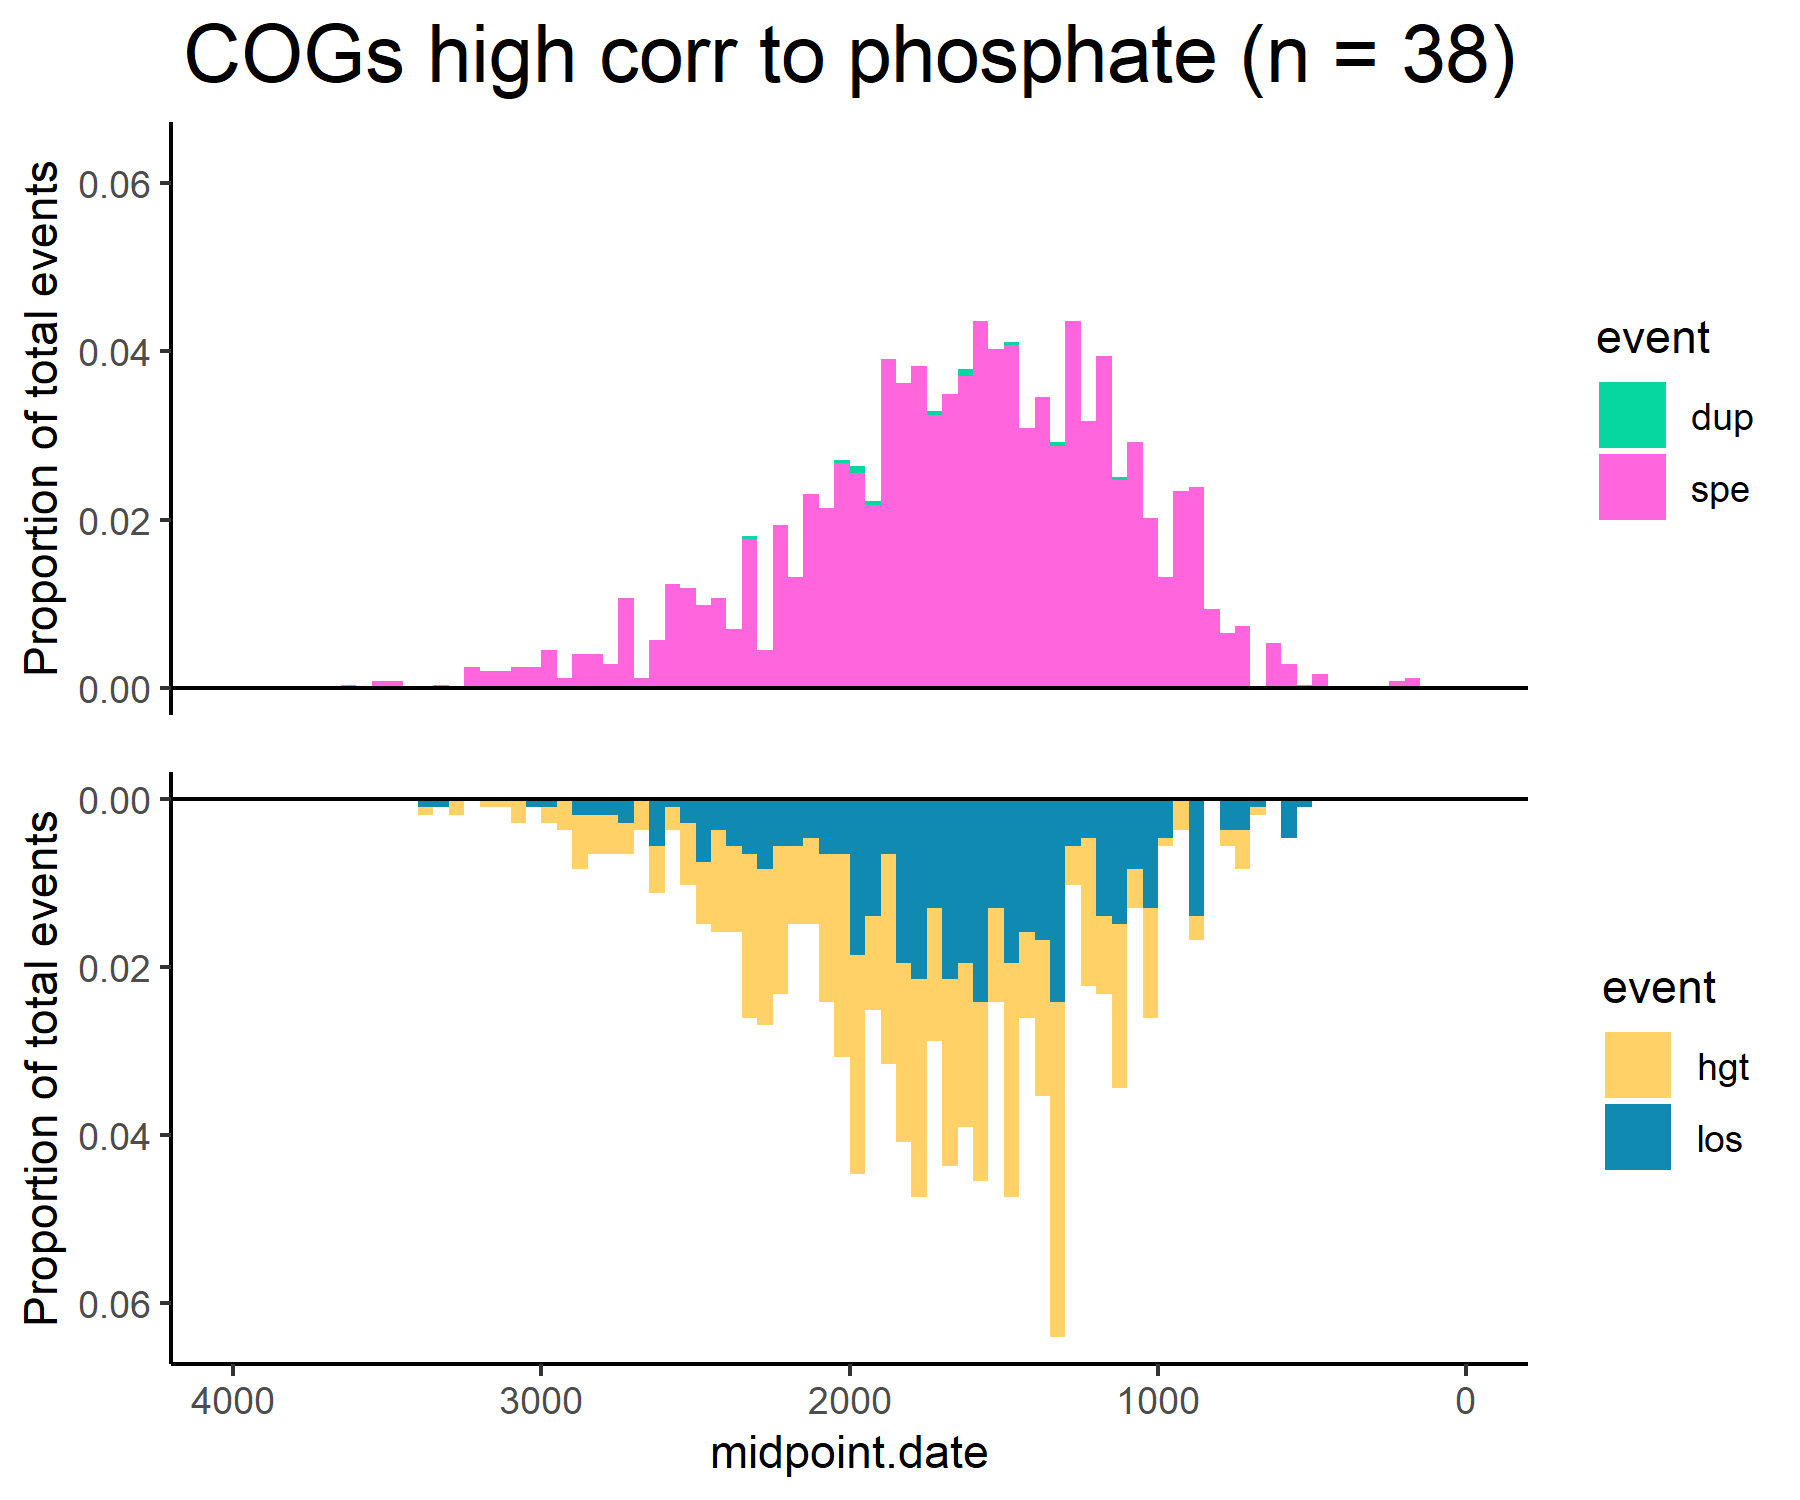 COGs high corr to phosphate (n = 38)
Proportion of total events
0.06
0.04
0.02
0.00
event
dup
spe
Proportion of total events
0.00
0.02
0.04
0.06
event
hgt
los
4000 3000 2000 1000 0
midpoint.date